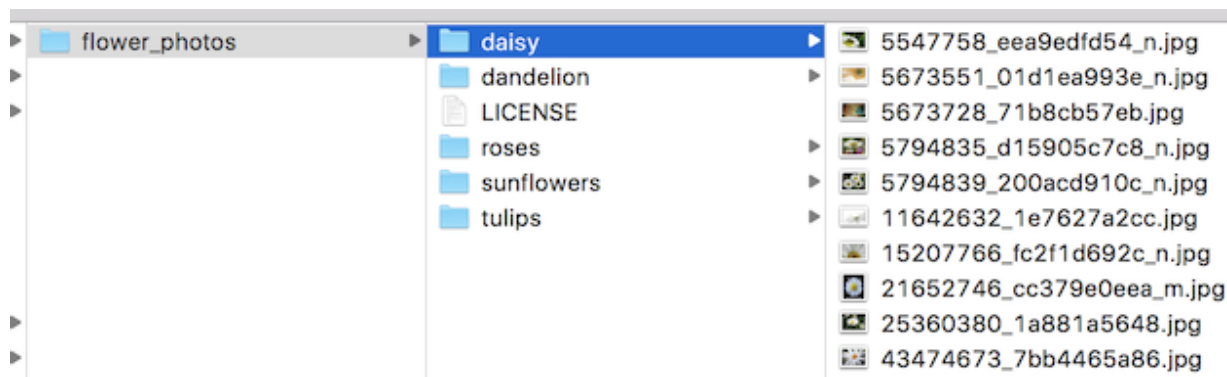 flower_photos
daisy
dandelion
LICENSE
roses
sunflowers
tulips
5547758_eea9edfd54_n.jpg
5673551_01d1ea993e_n.jpg
5673728_71b8cb57eb.jpg
5794835_d15905c7c8_n.jpg
5794839_200acd910c_n.jpg
11642632_1e7627a2cc.jpg
15207766_fc2f1d692c_n.jpg
21652746_cc379e0eea_m.jpg
25360380_1a881a5648.jpg
43474673_7bb4465a86.jpg